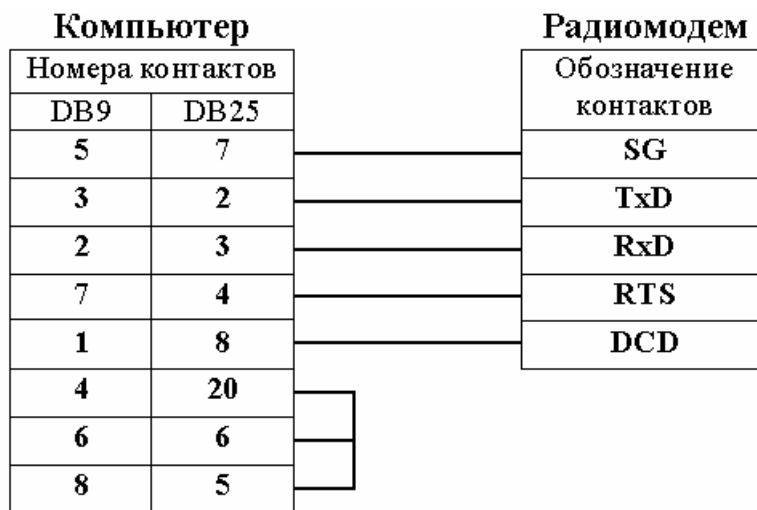 Компьютер Радиомодем
Номера контактов Обозначение контактов
DB9 DB25
5 7 SG
3 2 TxD
2 3 RxD
7 4 RTS
1 8 DCD
4 20
6 6
8 5